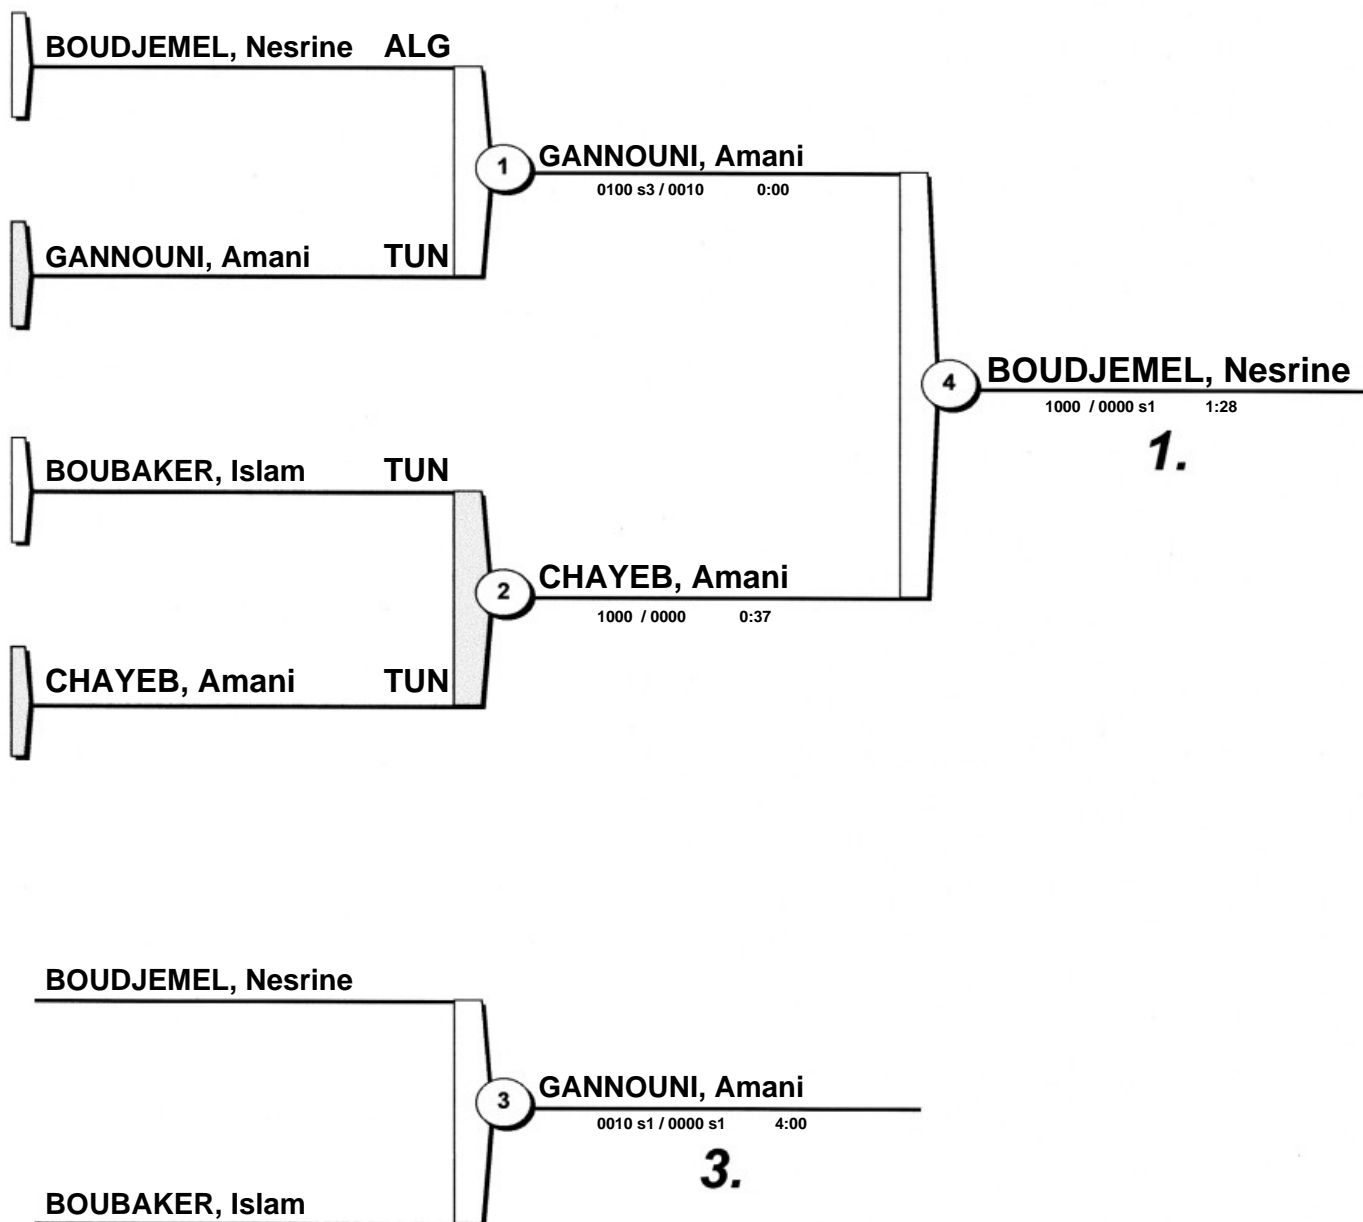 BOUDJEMEL, Nesrine ALG
1 GANNOUNI, Amani
0100 s3 / 0010 0:00
GANNOUNI, Amani TUN
4 BOUDJEMEL, Nesrine
1000 / 0000 s1 1:28
1.
BOUBAKER, Islam TUN
2 CHAYEB, Amani
1000 / 0000 0:37
CHAYEB, Amani TUN
BOUDJEMEL, Nesrine
3 GANNOUNI, Amani
0010 s1 / 0000 s1 4:00
3.
BOUBAKER, Islam